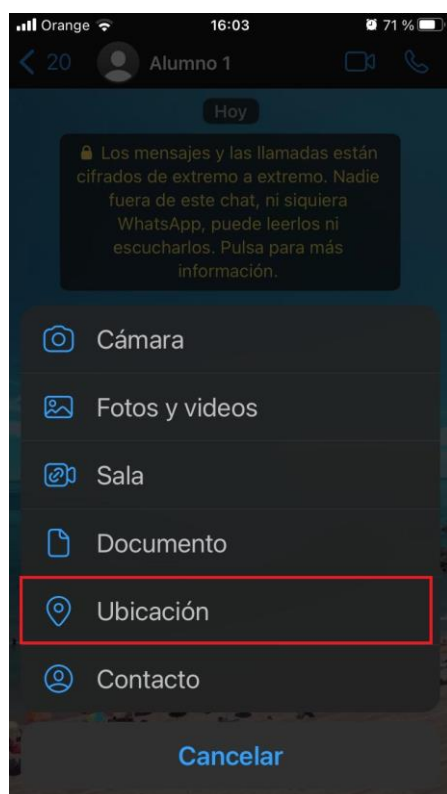 Orange 16:03 71 %
20 Alumno 1
Hoy
Los mensajes y las llamadas están
cifrados de extremo a extremo. Nadie
fuera de este chat, ni siquiera
WhatsApp, puede leerlos ni
escucharlos. Pulsa para más
información.
Cámara
Fotos y videos
Sala
Documento
Ubicación
Contacto
Cancelar